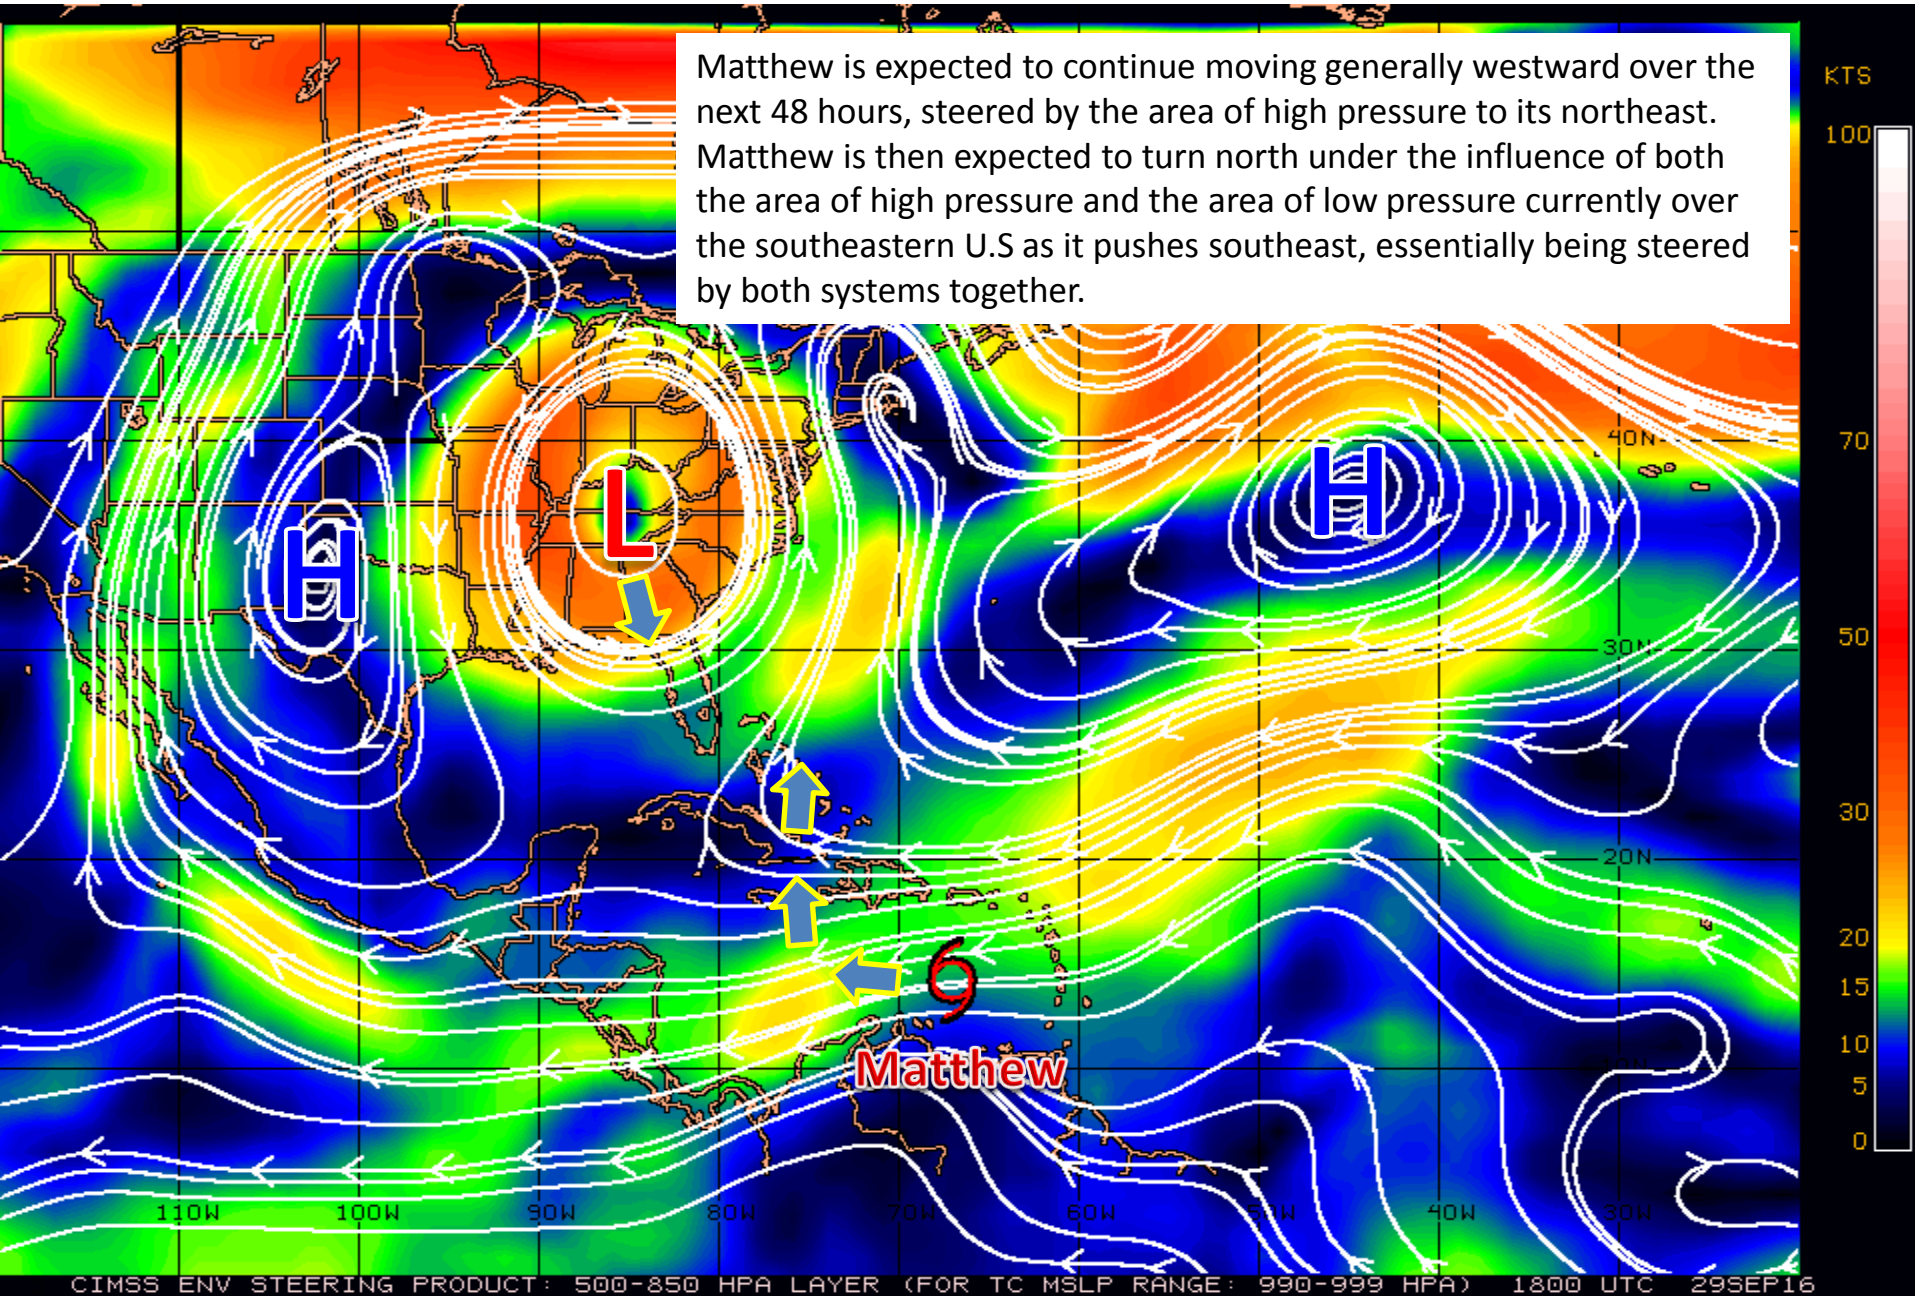 Matthew is expected to continue moving generally westward over the
next 48 hours, steered by the area of high pressure to its northeast.
Matthew is then expected to turn north under the influence of both
the area of high pressure and the area of low pressure currently over
the southeastern U.S as it pushes southeast, essentially being steered
by both systems together.
KTS
100
70
50
30
20
15
10
5
0
40N
H
L
H
30N
20N
Matthew
110W
100W
90W
80W
70W
60W
40W
30W
CIMSS ENV STEERING PRODUCT: 500-850 HPA LAYER (FOR TC MSLP RANGE: 990-999 HPA) 1800 UTC 29SEP16